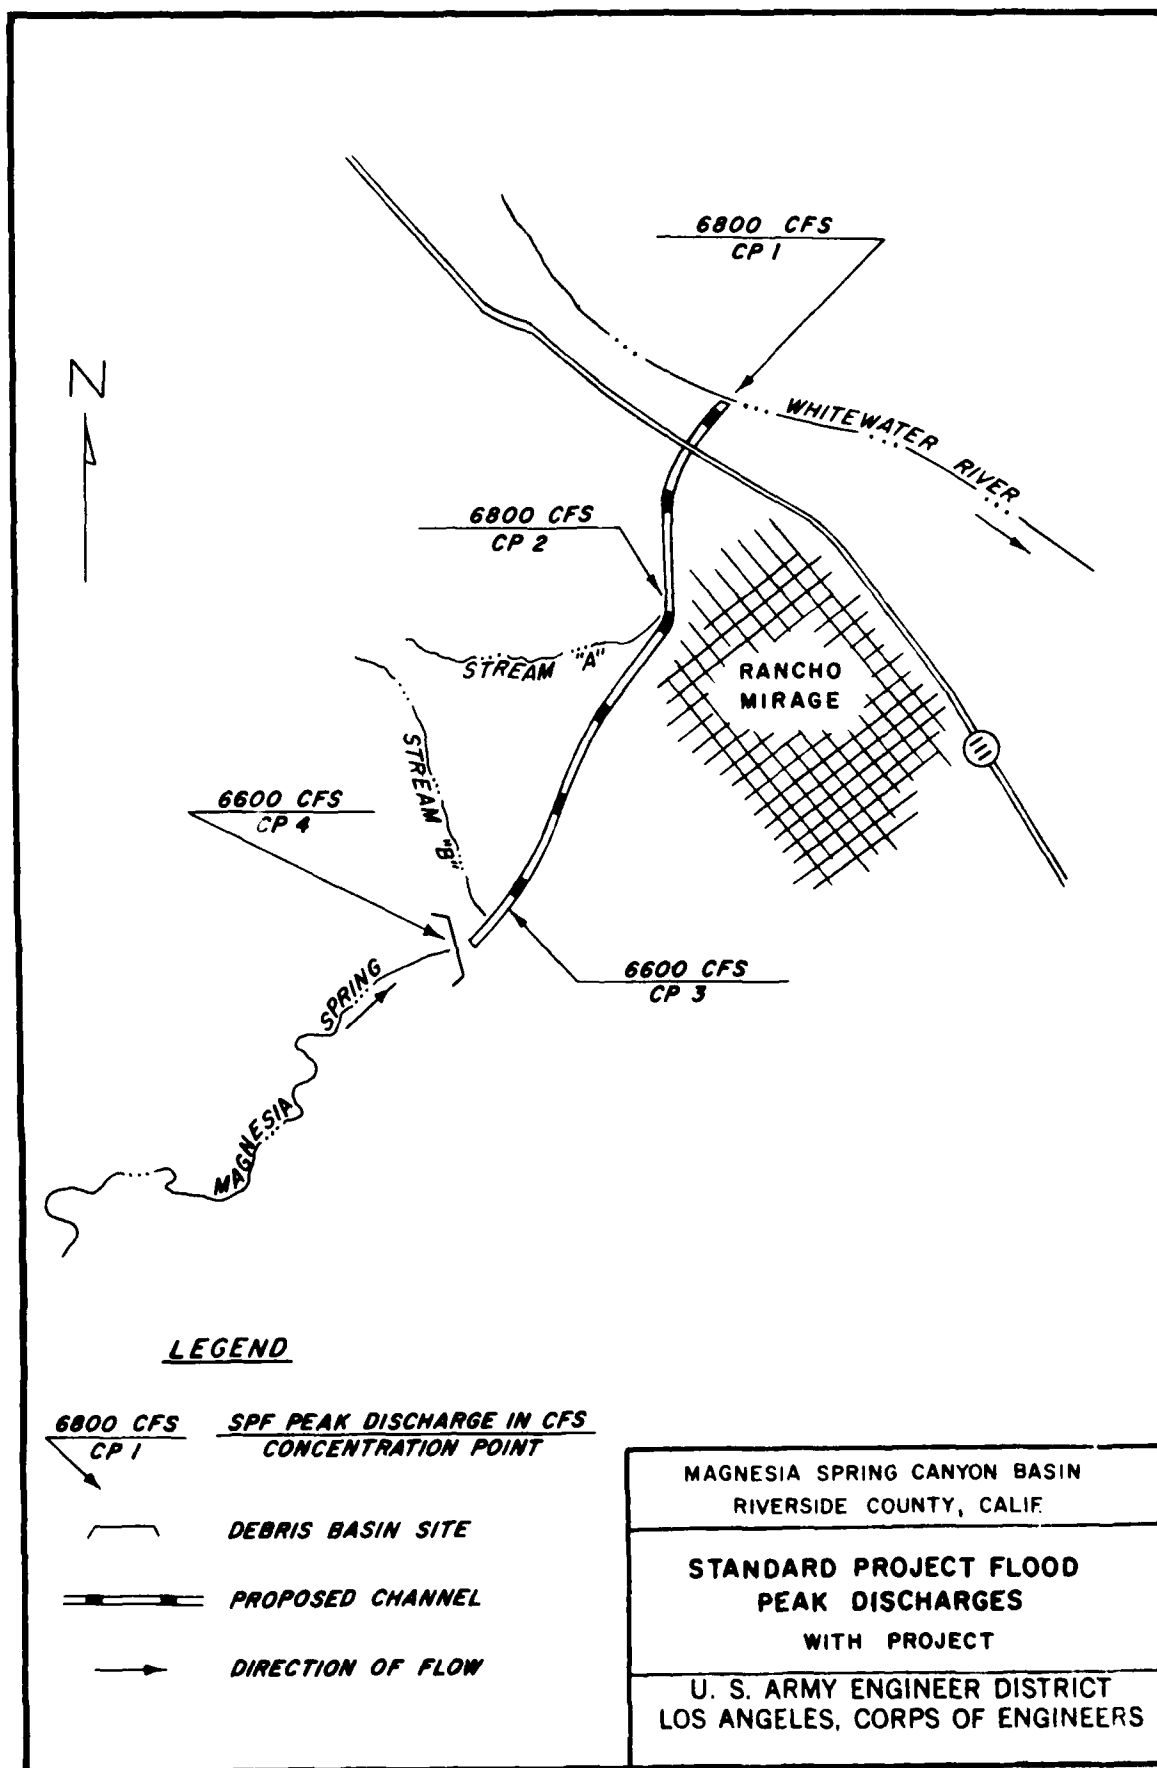 6800 CFS
CP 1
N
WHITEWATER RIVER
6800 CFS
CP 2
STREAM "A"
RANCHO
MIRAGE
111
STREAM "B"
6600 CFS
CP 4
6600 CFS
CP 3
MAGNESIA SPRING
LEGEND
6800 CFS
CP 1
SPF PEAK DISCHARGE IN CFS
CONCENTRATION POINT
DEBRIS BASIN SITE
PROPOSED CHANNEL
DIRECTION OF FLOW
MAGNESIA SPRING CANYON BASIN
RIVERSIDE COUNTY, CALIF.
STANDARD PROJECT FLOOD
PEAK DISCHARGES
WITH PROJECT
U. S. ARMY ENGINEER DISTRICT
LOS ANGELES, CORPS OF ENGINEERS